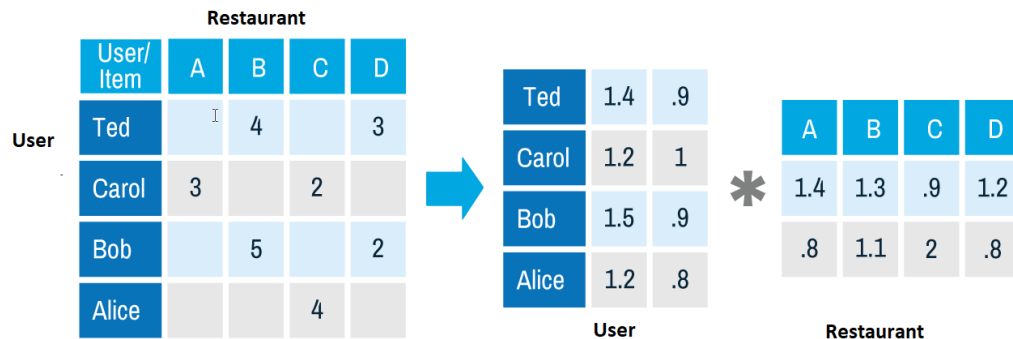 Restaurant
User/
Item A B C D
Ted 4 3
User
Carol 3 2
Bob 5 2
Alice 4
Ted 1.4 .9
Carol 1.2 1
Bob 1.5 .9
Alice 1.2 .8
User
*
A B C D
1.4 1.3 .9 1.2
.8 1.1 2 .8
Restaurant